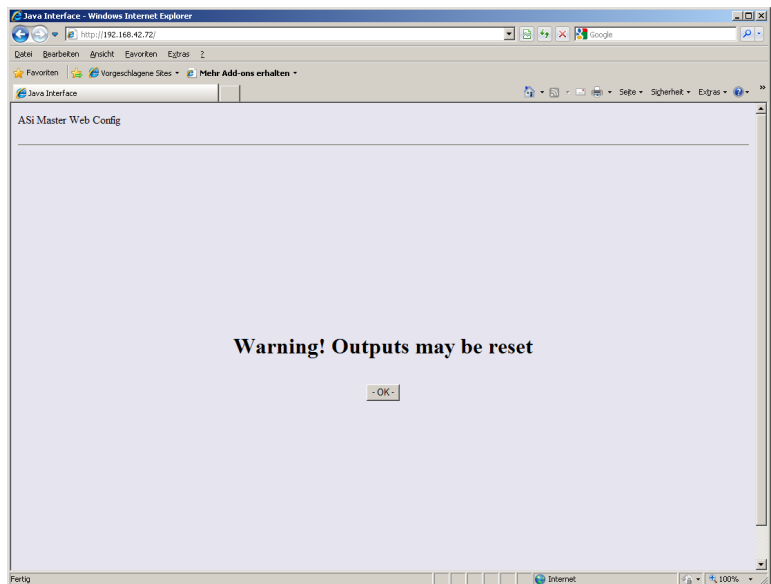 Java Interface - Windows Internet Explorer
http://192.168.42.72/
Google
Datei Bearbeiten Ansicht Favoriten Extras ?
Favoriten Vorgeschlagene Sites Mehr Add-ons erhalten
Java Interface
Seite Sicherheit Extras »
ASi Master Web Config
Warning! Outputs may be reset
- OK -
Fertig Internet 100%